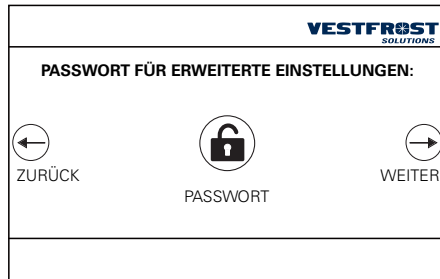 VESTFROST
SOLUTIONS
PASSWORT FÜR ERWEITERTE EINSTELLUNGEN:
ZURÜCK
PASSWORT
WEITER